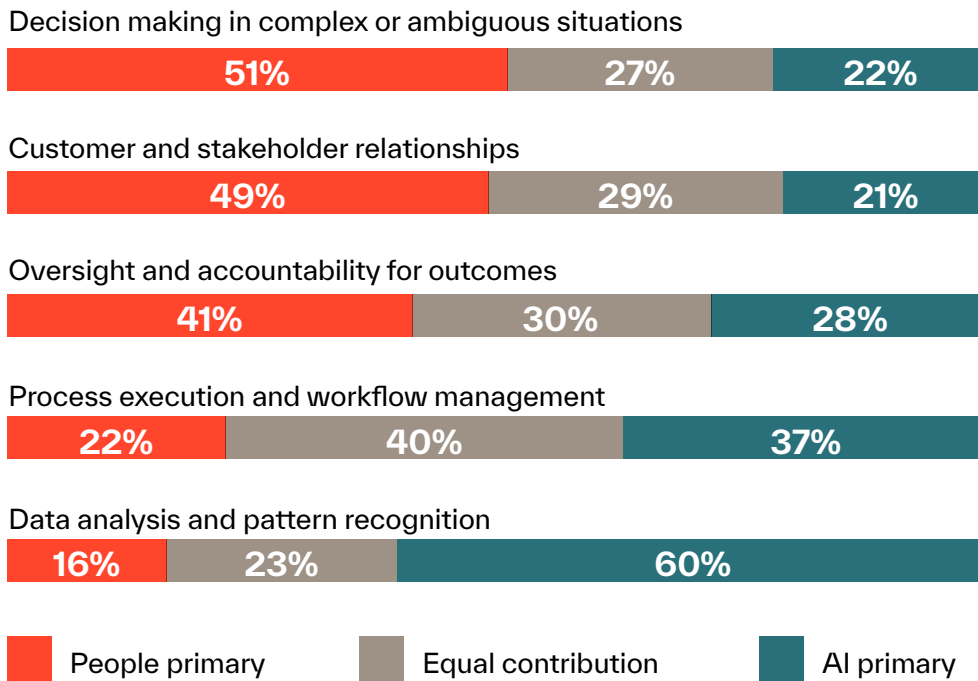 Decision making in complex or ambiguous situations
51% 27% 22%
Customer and stakeholder relationships
49% 29% 21%
Oversight and accountability for outcomes
41% 30% 28%
Process execution and workflow management
22% 40% 37%
Data analysis and pattern recognition
16% 23% 60%
People primary Equal contribution AI primary